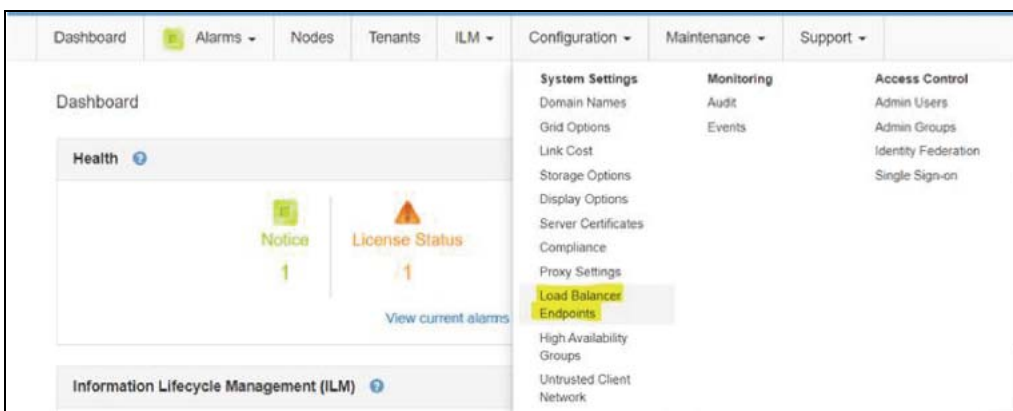 Dashboard
Alarms
Nodes
Tenants
ILM
Configuration
Maintenance
Support
Dashboard
Health
Notice
1
License Status
1
View current alarms
Information Lifecycle Management (ILM)
System Settings
Domain Names
Grid Options
Link Cost
Storage Options
Display Options
Server Certificates
Compliance
Proxy Settings
Load Balancer
Endpoints
High Availability
Groups
Untrusted Client
Network
Monitoring
Audit
Events
Access Control
Admin Users
Admin Groups
Identity Federation
Single Sign-on